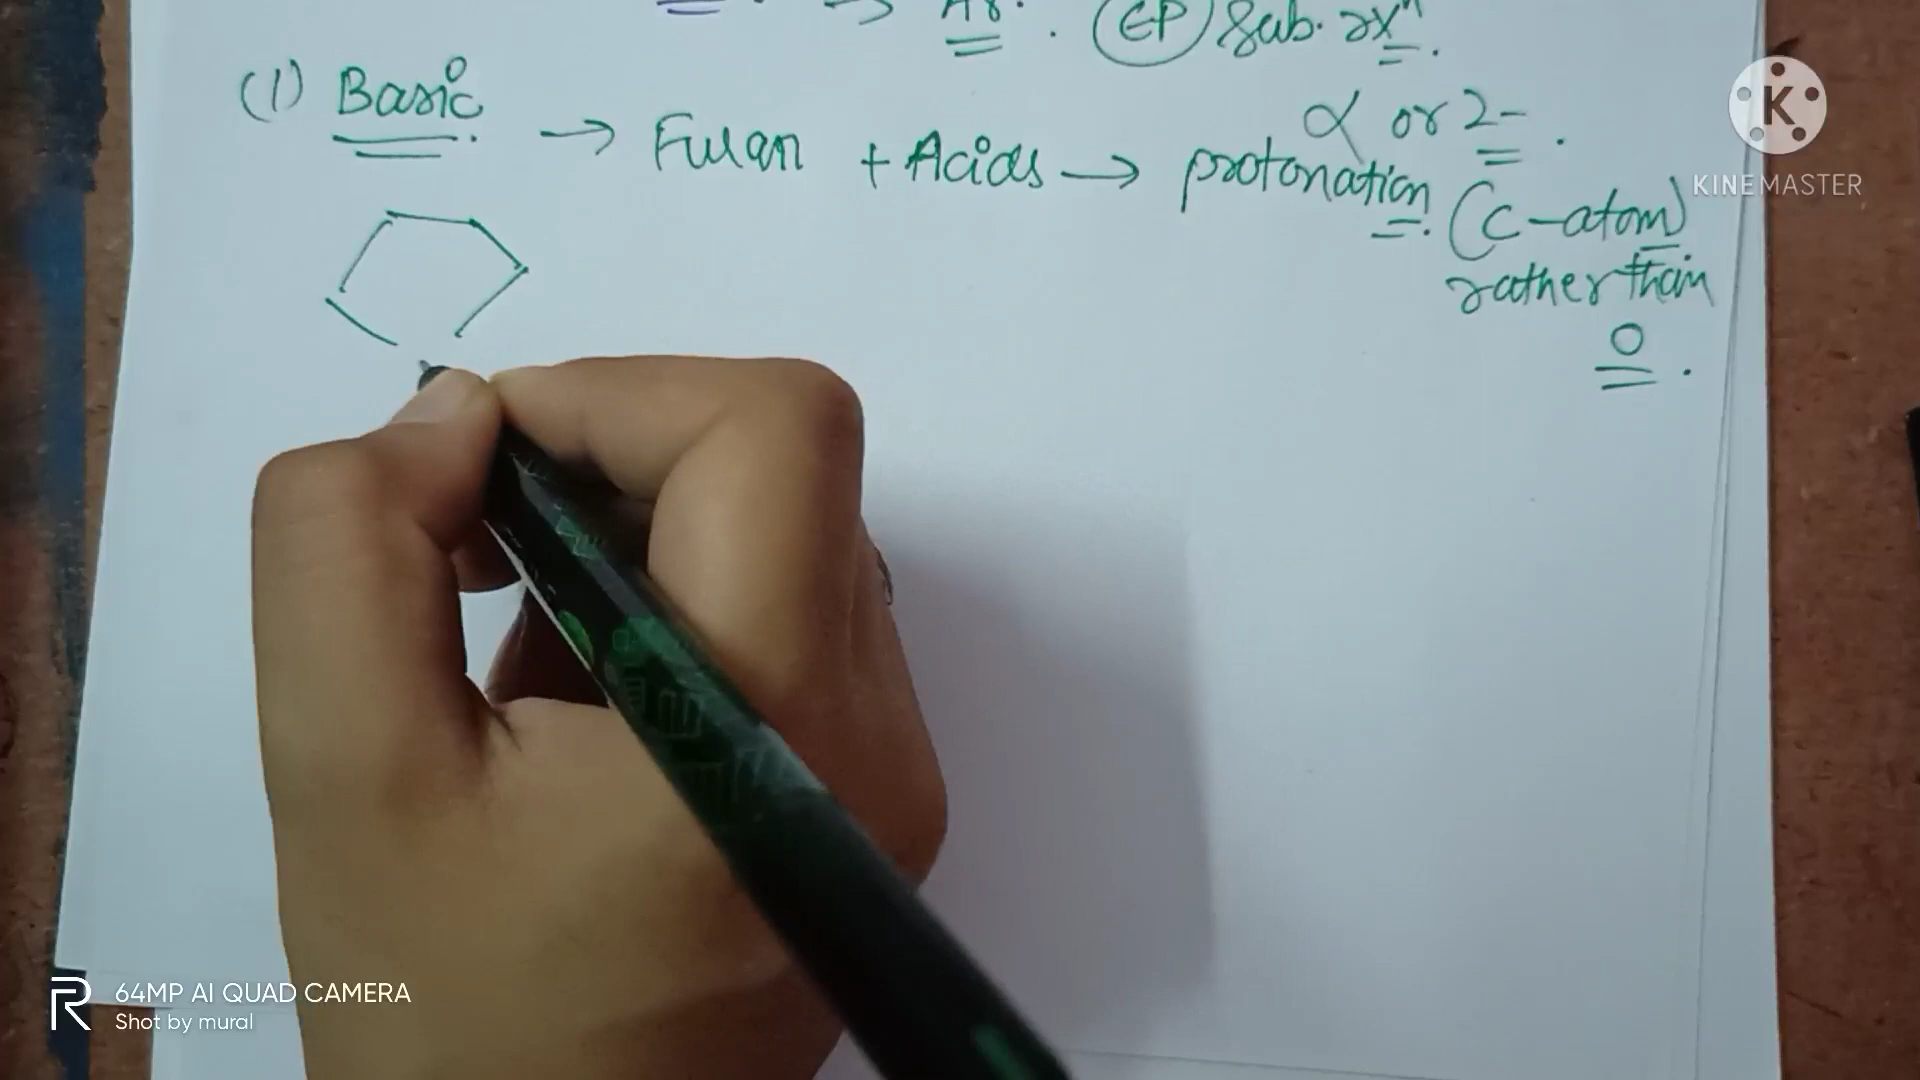 → Ar. (EP) Sub. rxⁿ.
(1) Basic → Furan + Acids → protonation.
α or 2-.
(C-atom)
rather than
O.
K
KINEMASTER
R
64MP AI QUAD CAMERA
Shot by mural